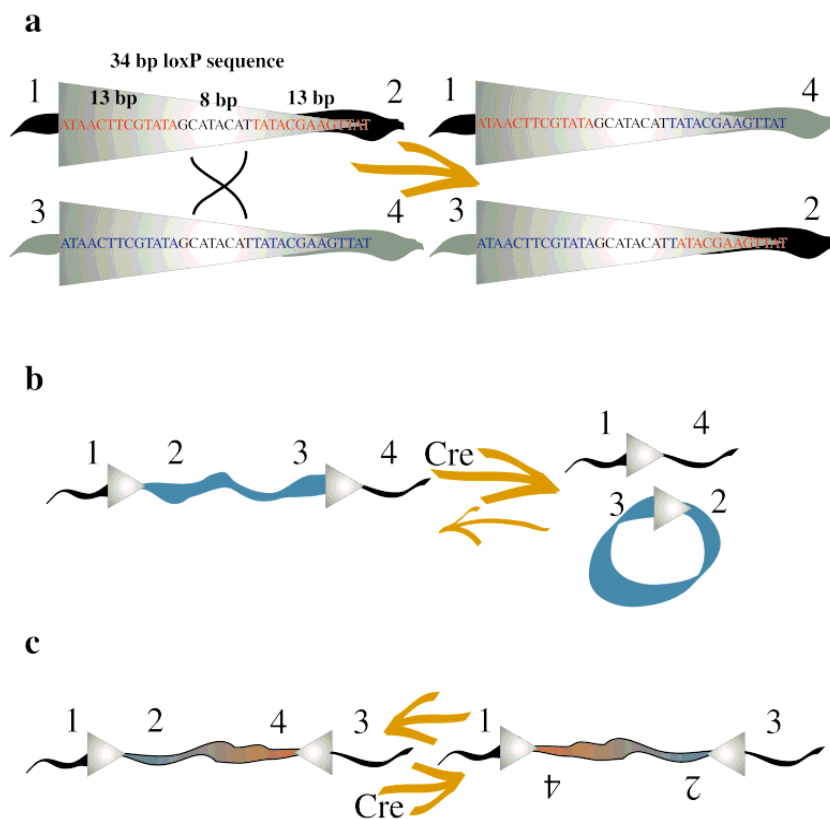 a
34 bp loxP sequence
1 13 bp 8 bp 13 bp 2
ATAACTTCGTATAGCATACATTATACGAAGTTAT
3 4
ATAACTTCGTATAGCATACATTATACGAAGTTAT
1 4
ATAACTTCGTATAGCATACATTATACGAAGTTAT
3 2
ATAACTTCGTATAGCATACATTATACGAAGTTAT
b
1 2 3 4
Cre
1 4
3 2
c
1 2 4 3
Cre
1 3
4 2